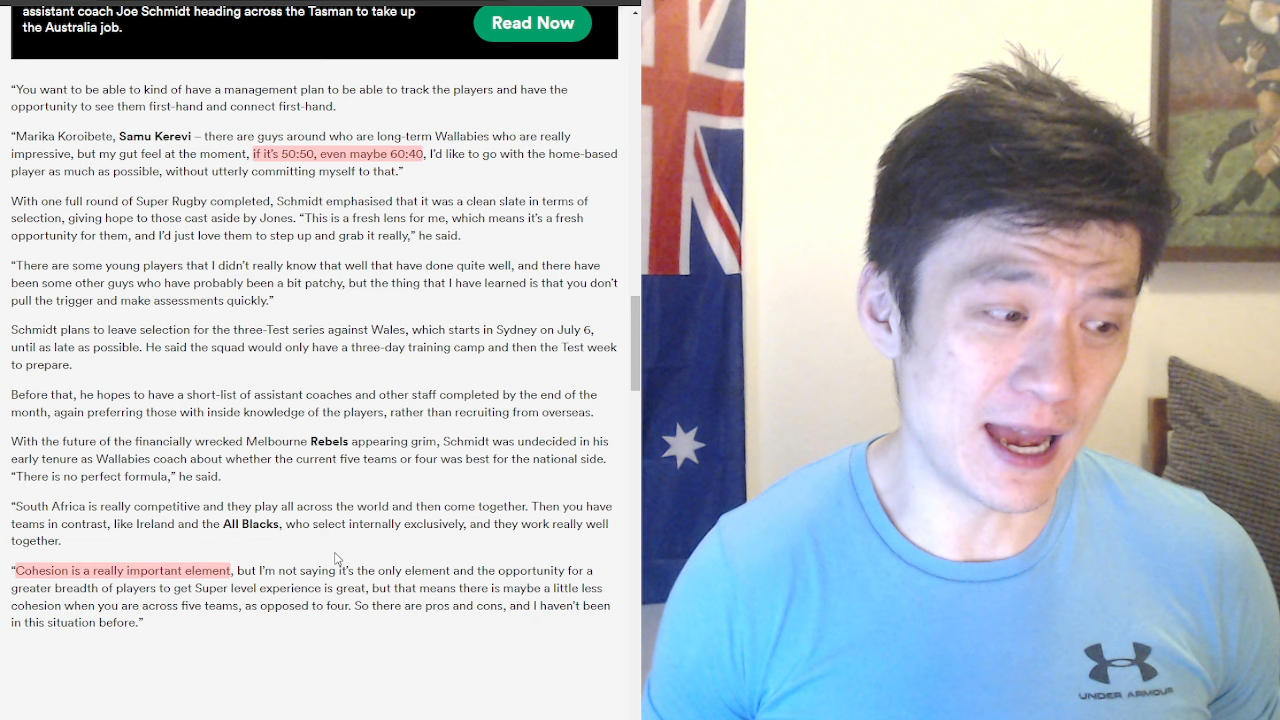 assistant coach Joe Schmidt heading across the Tasman to take up
the Australia job.
Read Now
“You want to be able to kind of have a management plan to be able to track the players and have the
opportunity to see them first-hand and connect first-hand.
“Marika Koroibete, Samu Kerevi – there are guys around who are long-term Wallabies who are really
impressive, but my gut feel at the moment, if it’s 50:50, even maybe 60:40, I’d like to go with the home-based
player as much as possible, without utterly committing myself to that.”
With one full round of Super Rugby completed, Schmidt emphasised that it was a clean slate in terms of
selection, giving hope to those cast aside by Jones. “This is a fresh lens for me, which means it’s a fresh
opportunity for them, and I’d just love them to step up and grab it really,” he said.
“There are some young players that I didn’t really know that well that have done quite well, and there have
been some other guys who have probably been a bit patchy, but the thing that I have learned is that you don’t
pull the trigger and make assessments quickly.”
Schmidt plans to leave selection for the three-Test series against Wales, which starts in Sydney on July 6,
until as late as possible. He said the squad would only have a three-day training camp and then the Test week
to prepare.
Before that, he hopes to have a short-list of assistant coaches and other staff completed by the end of the
month, again preferring those with inside knowledge of the players, rather than recruiting from overseas.
With the future of the financially wrecked Melbourne Rebels appearing grim, Schmidt was undecided in his
early tenure as Wallabies coach about whether the current five teams or four was best for the national side.
“There is no perfect formula,” he said.
“South Africa is really competitive and they play all across the world and then come together. Then you have
teams in contrast, like Ireland and the All Blacks, who select internally exclusively, and they work really well
together.
“Cohesion is a really important element, but I’m not saying it’s the only element and the opportunity for a
greater breadth of players to get Super level experience is great, but that means there is maybe a little less
cohesion when you are across five teams, as opposed to four. So there are pros and cons, and I haven’t been
in this situation before.”
UNDER ARMOUR